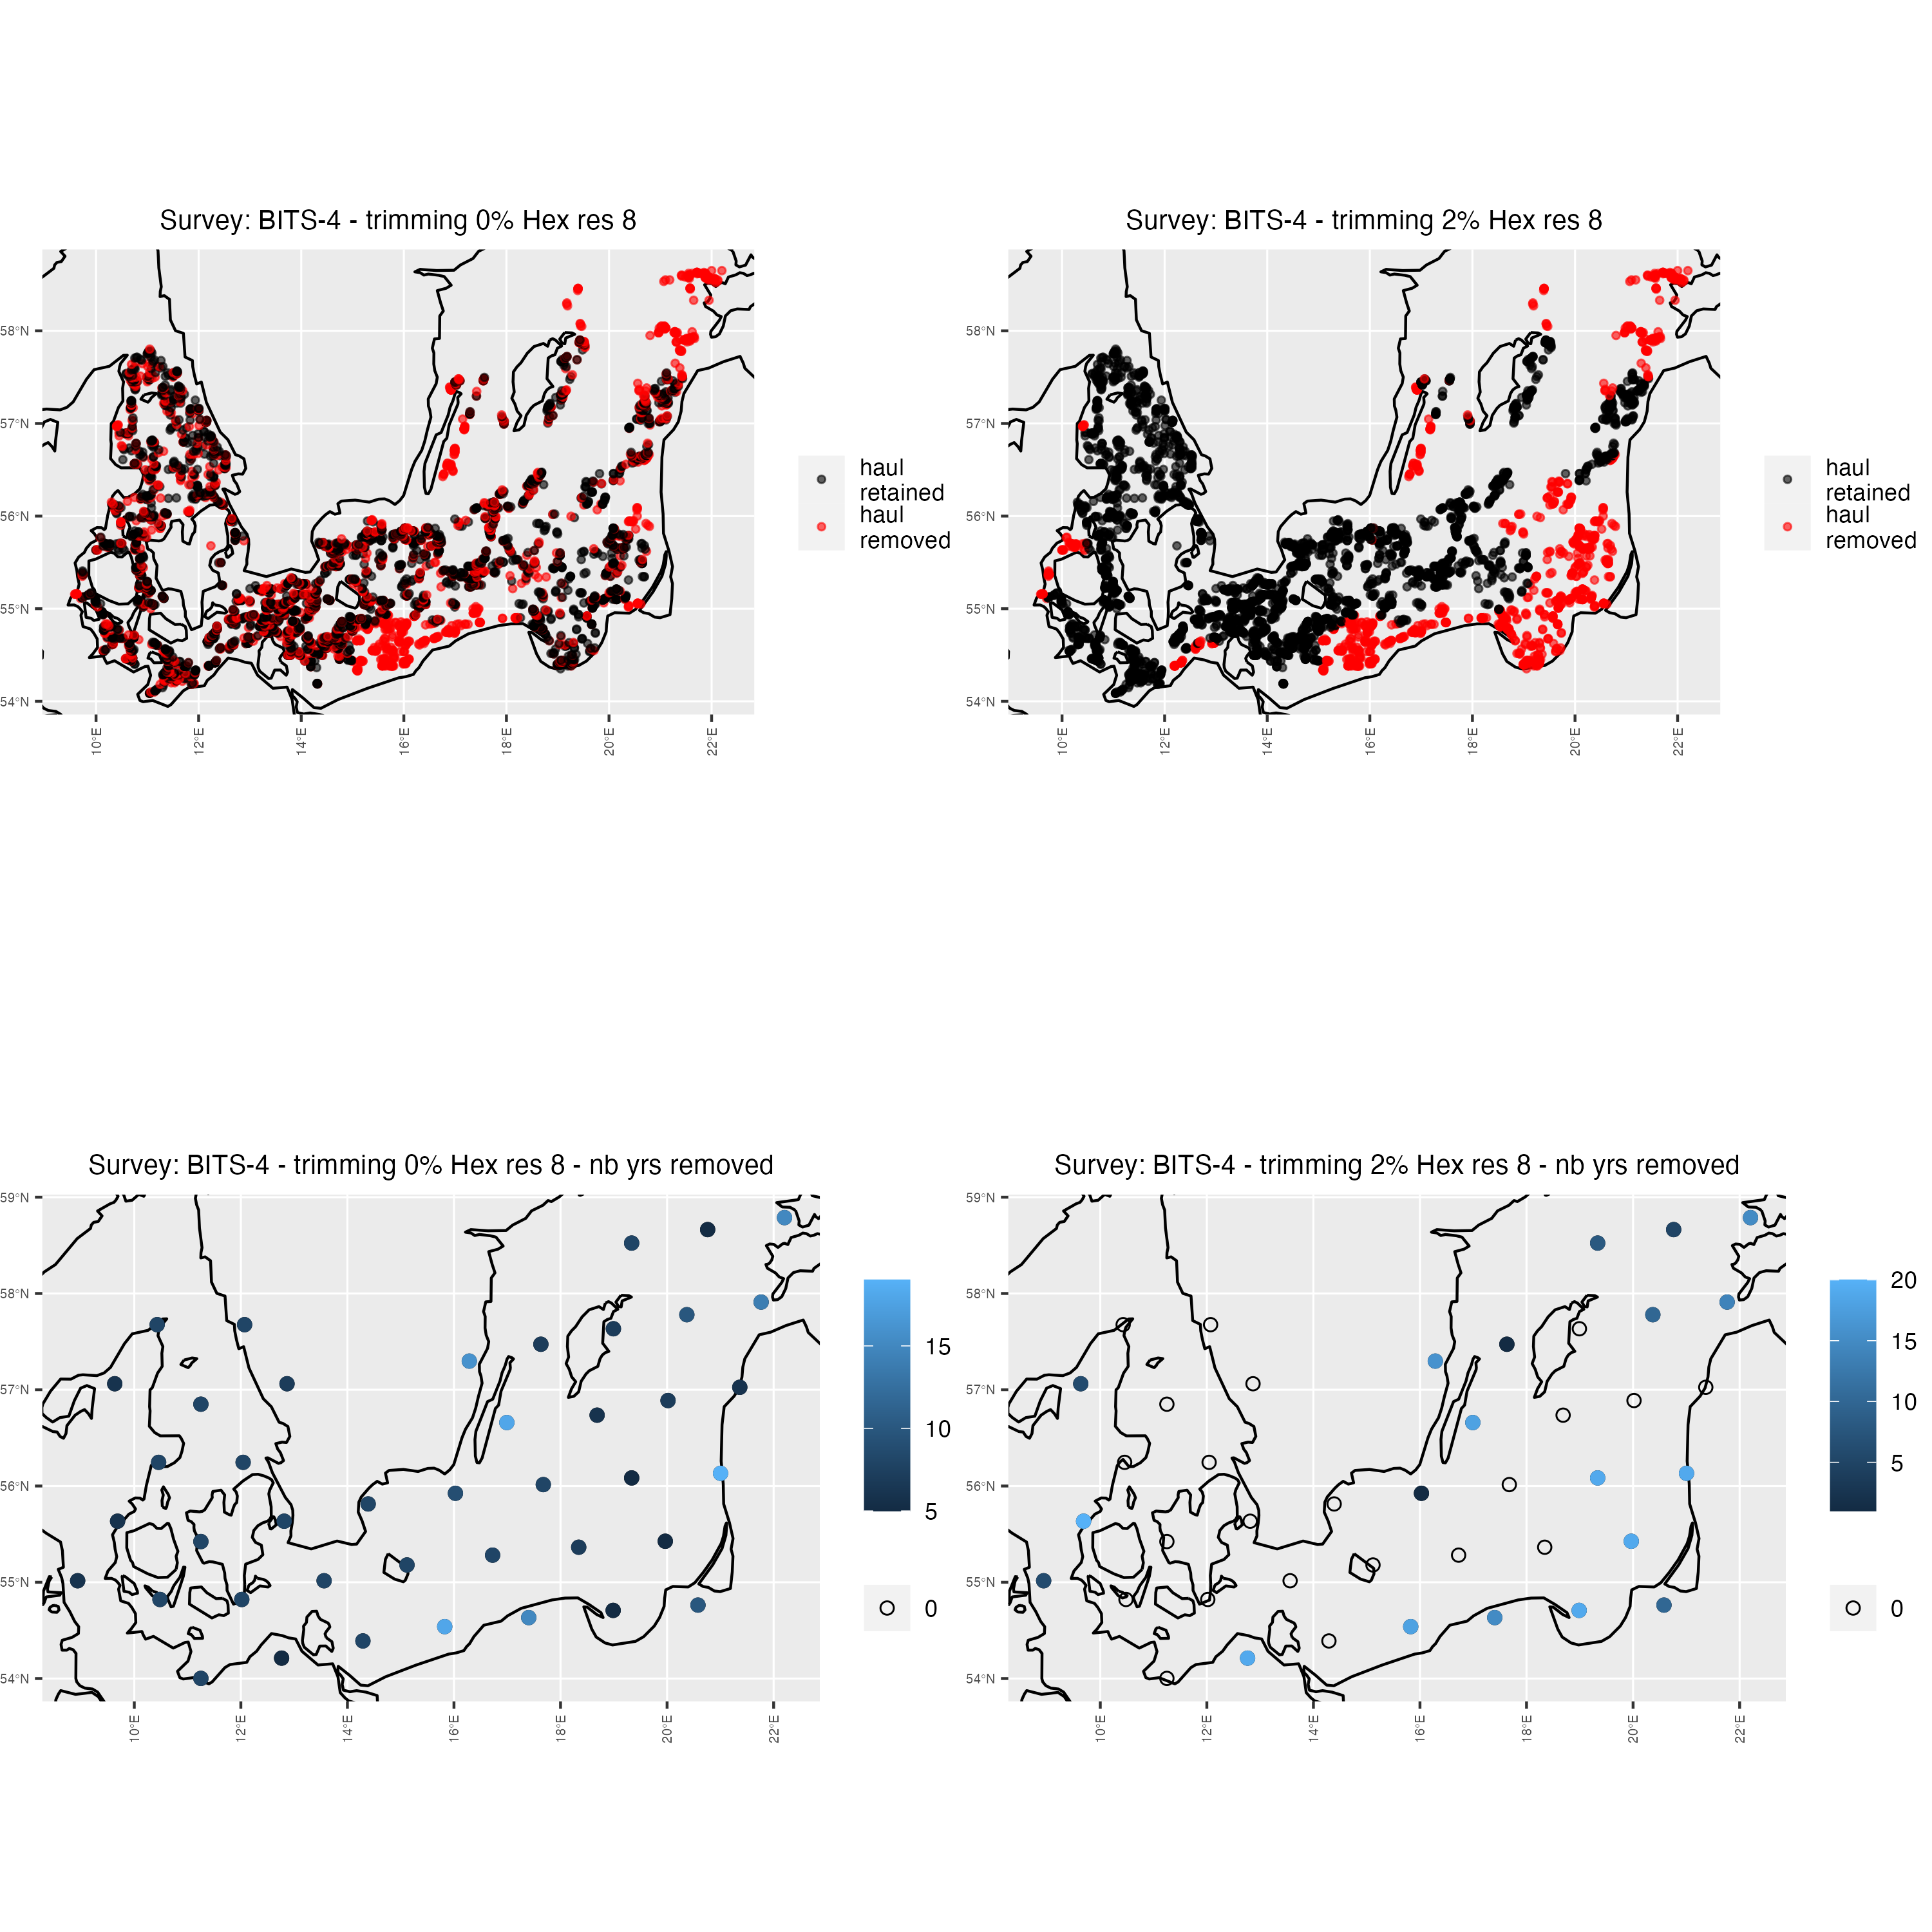 Survey: BITS-4 - trimming 0% Hex res 8
58°N
57°N
56°N
55°N
54°N
10°E
12°E
14°E
16°E
18°E
20°E
22°E
haul
retained
haul
removed
Survey: BITS-4 - trimming 2% Hex res 8
58°N
57°N
56°N
55°N
54°N
10°E
12°E
14°E
16°E
18°E
20°E
22°E
haul
retained
haul
removed
Survey: BITS-4 - trimming 0% Hex res 8 - nb yrs removed
59°N
58°N
57°N
56°N
55°N
54°N
10°E
12°E
14°E
16°E
18°E
20°E
22°E
15
10
5
0
Survey: BITS-4 - trimming 2% Hex res 8 - nb yrs removed
59°N
58°N
57°N
56°N
55°N
54°N
10°E
12°E
14°E
16°E
18°E
20°E
22°E
20
15
10
5
0